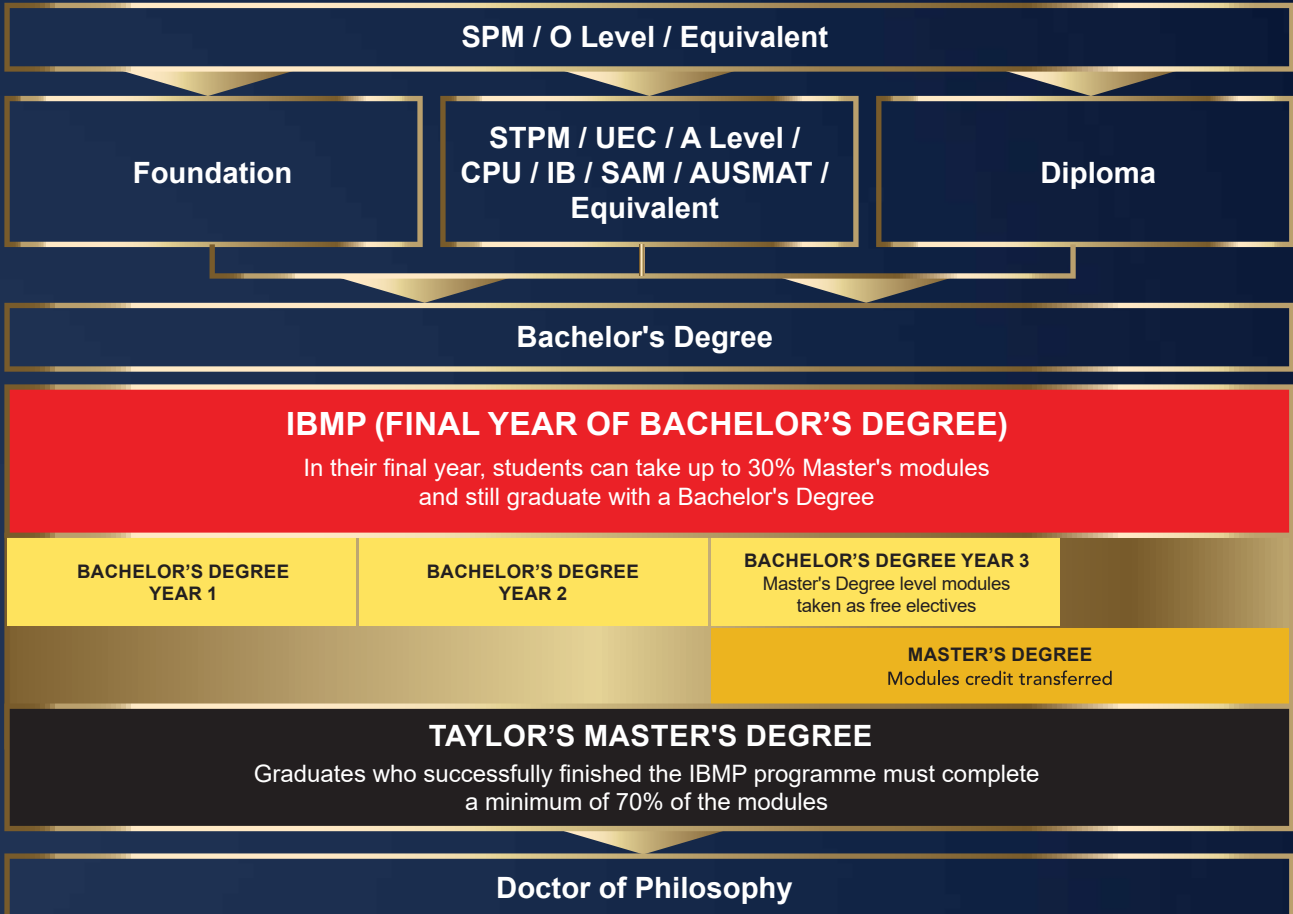 SPM / O Level / Equivalent
Foundation
STPM / UEC / A Level /
CPU / IB / SAM / AUSMAT /
Equivalent
Diploma
Bachelor's Degree
IBMP (FINAL YEAR OF BACHELOR’S DEGREE)
In their final year, students can take up to 30% Master's modules
and still graduate with a Bachelor's Degree
BACHELOR’S DEGREE
YEAR 1
BACHELOR’S DEGREE
YEAR 2
BACHELOR’S DEGREE YEAR 3
Master's Degree level modules
taken as free electives
MASTER’S DEGREE
Modules credit transferred
TAYLOR’S MASTER'S DEGREE
Graduates who successfully finished the IBMP programme must complete
a minimum of 70% of the modules
Doctor of Philosophy